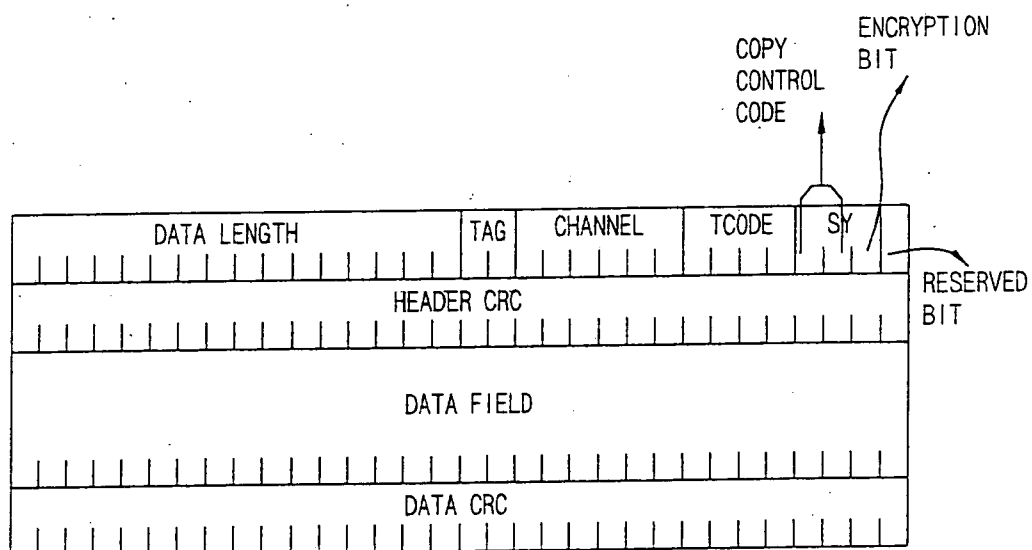 ENCRYPTION
BIT
COPY
CONTROL
CODE
DATA LENGTH TAG CHANNEL TCODE SY
RESERVED
BIT
HEADER CRC
DATA FIELD
DATA CRC